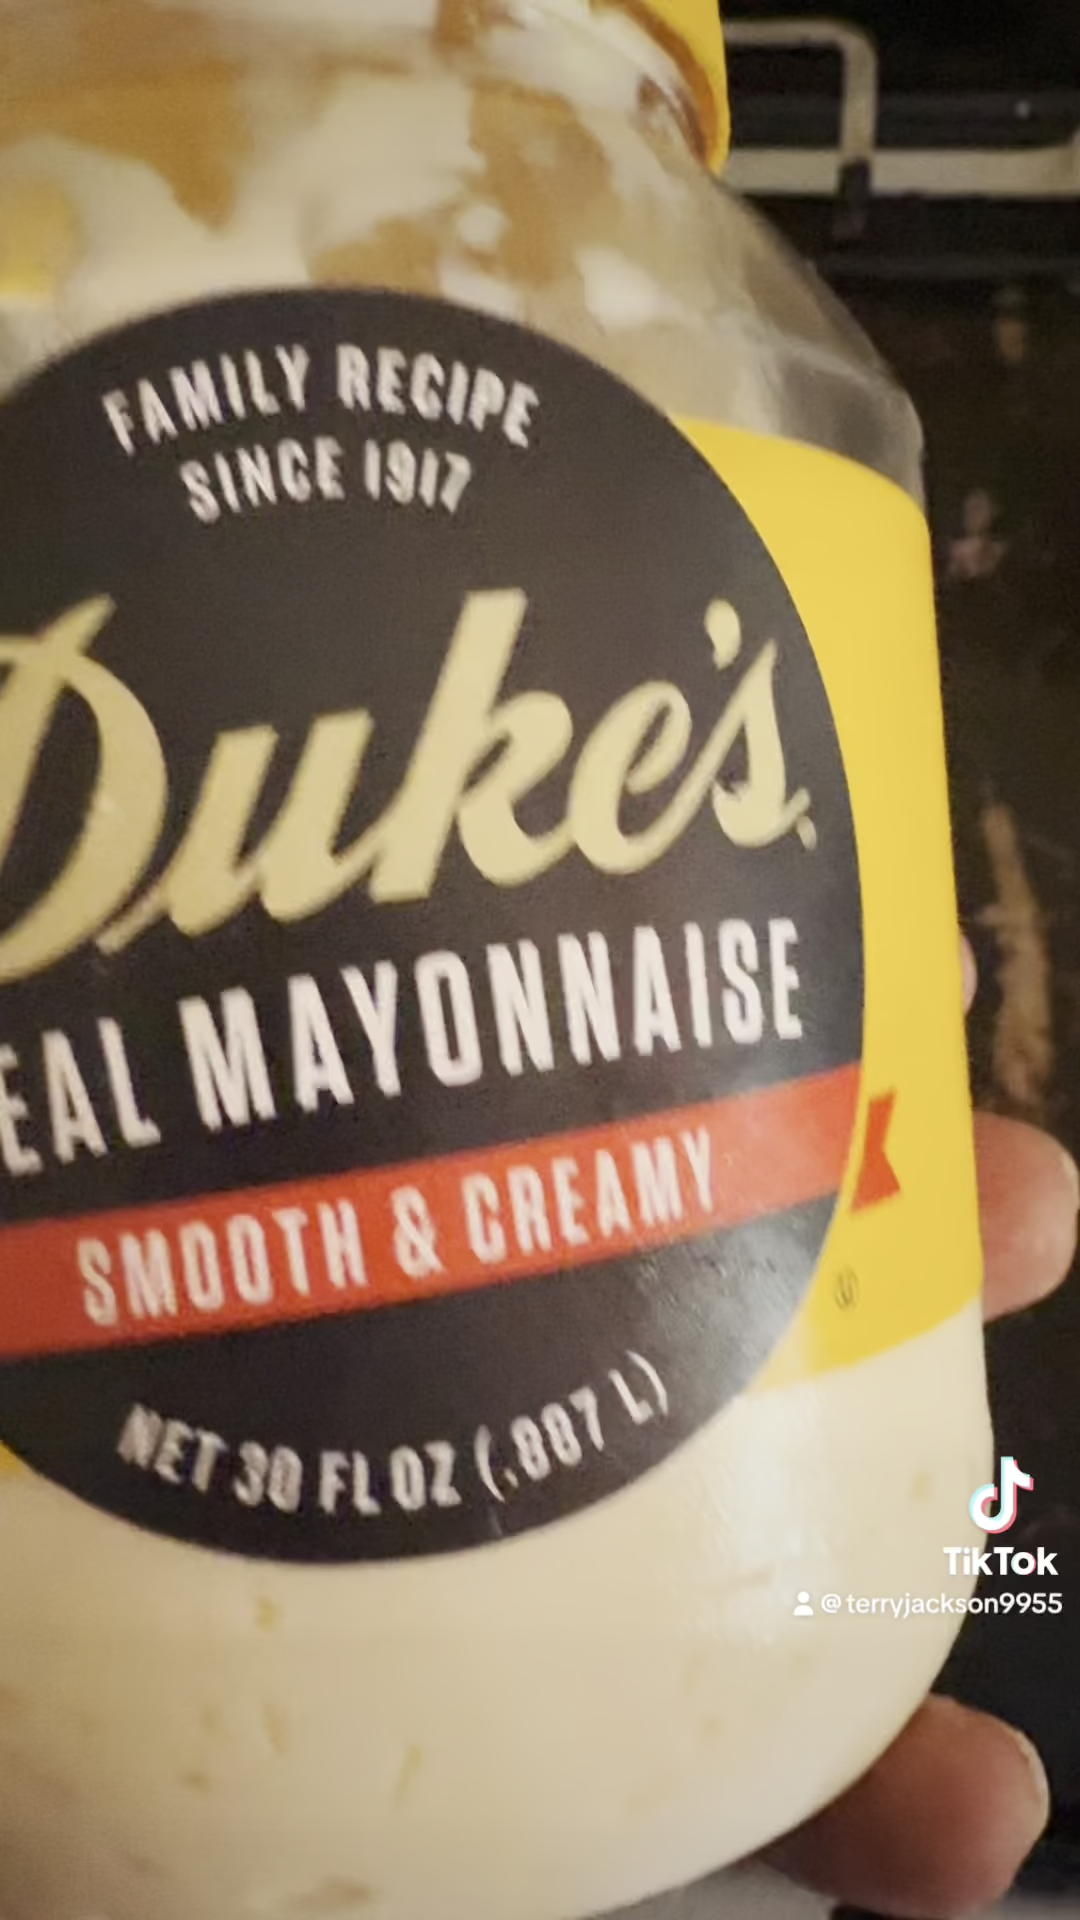 FAMILY RECIPE
SINCE 1917
Duke's
EAL MAYONNAISE
SMOOTH & CREAMY
NET 30 FL OZ (.887 L)
TikTok
@terryjackson9955